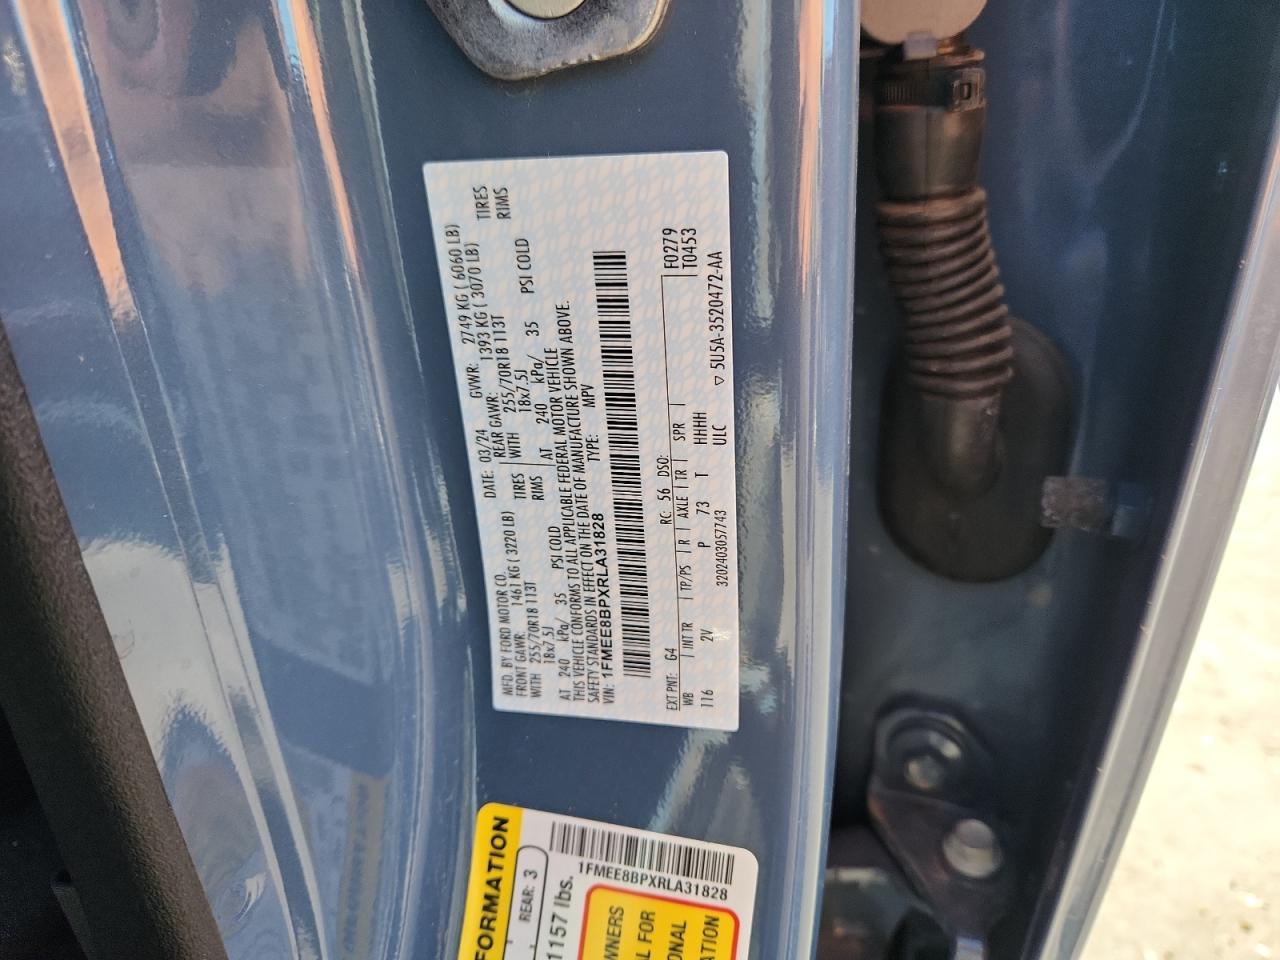 MFD. BY FORD MOTOR CO.
DATE: 03/24 GVWR: 2749 KG ( 6060 LB)
FRONT GAWR: 1461 KG ( 3220 LB)
REAR GAWR: 1393 KG ( 3070 LB)
WITH 255/70R18 113T TIRES
WITH 255/70R18 113T TIRES
18x7.5J RIMS
18x7.5J RIMS
AT 240 kPa/ 35 PSI COLD
AT 240 kPa/ 35 PSI COLD
THIS VEHICLE CONFORMS TO ALL APPLICABLE FEDERAL MOTOR VEHICLE
SAFETY STANDARDS IN EFFECT ON THE DATE OF MANUFACTURE SHOWN ABOVE.
VIN: 1FMEE8BPXRLA31828 TYPE: MPV
EXT PNT: G4 RC: 56 DSO: F0279
WB INT TR TP/PS R AXLE TR SPR T0453
116 2V P 73 T HHHH
3202403057743 ULC ▽ 5U5A-3520472-AA
FORMATION
REAR: 3
1157 lbs.
1FMEE8BPXRLA31828
WNERS
AL FOR
ONAL
ATION